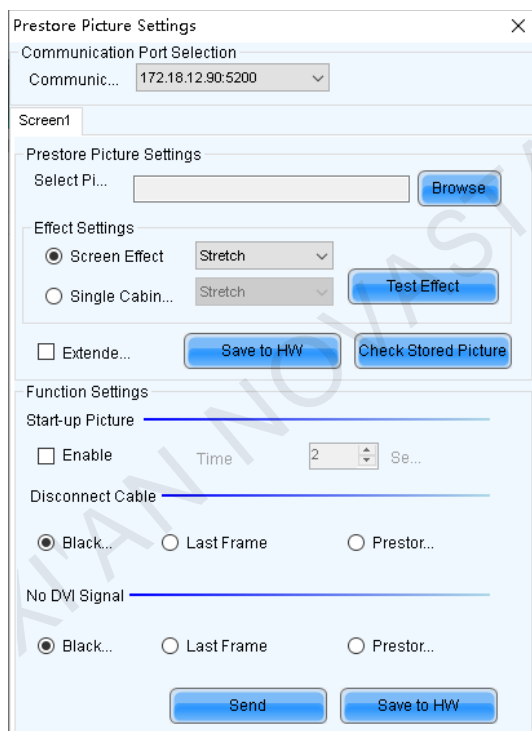 Prestore Picture Settings
Communication Port Selection
Communic... 172.18.12.90:5200
Screen1
Prestore Picture Settings
Select Pi... Browse
Effect Settings
Screen Effect Stretch
Single Cabin... Stretch Test Effect
Extende... Save to HW Check Stored Picture
Function Settings
Start-up Picture
Enable Time 2 Se...
Disconnect Cable
Black... Last Frame Prestor...
No DVI Signal
Black... Last Frame Prestor...
Send Save to HW
XI'AN NOVASTA